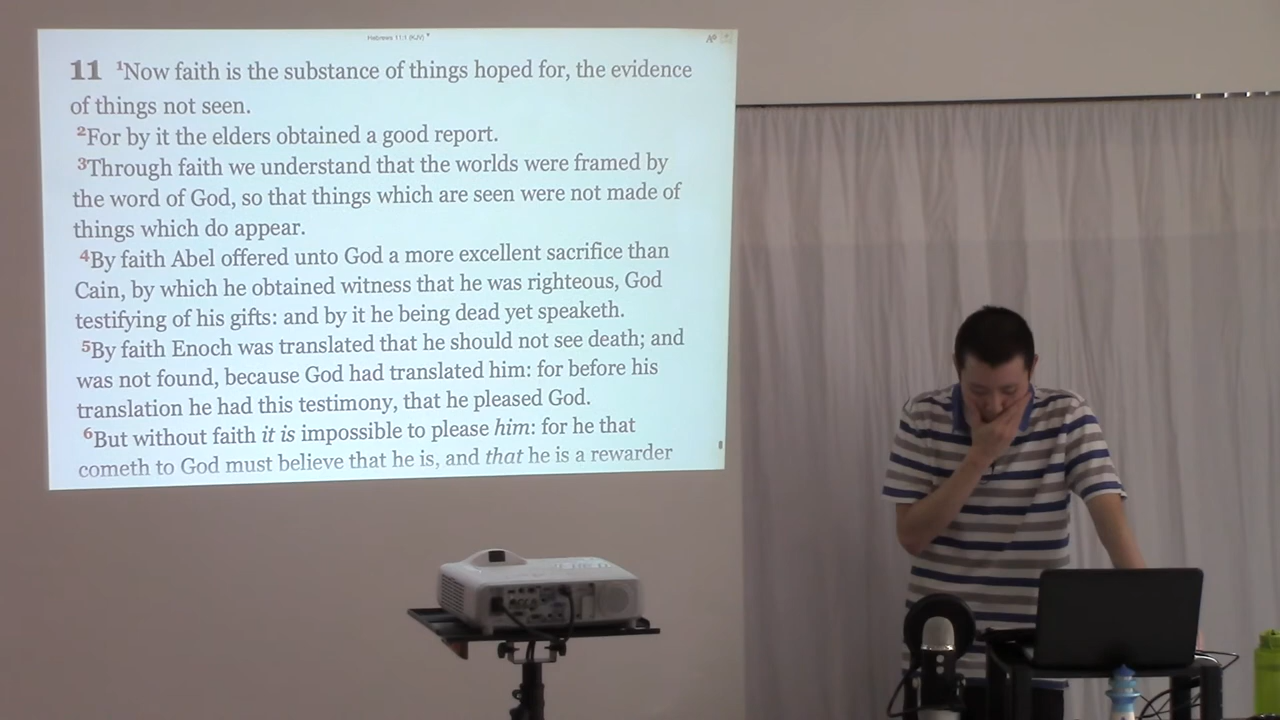 Hebrews 11:1 (KJV)
11 ¹Now faith is the substance of things hoped for, the evidence
of things not seen.
²For by it the elders obtained a good report.
³Through faith we understand that the worlds were framed by
the word of God, so that things which are seen were not made of
things which do appear.
⁴By faith Abel offered unto God a more excellent sacrifice than
Cain, by which he obtained witness that he was righteous, God
testifying of his gifts: and by it he being dead yet speaketh.
⁵By faith Enoch was translated that he should not see death; and
was not found, because God had translated him: for before his
translation he had this testimony, that he pleased God.
⁶But without faith it is impossible to please him: for he that
cometh to God must believe that he is, and that he is a rewarder